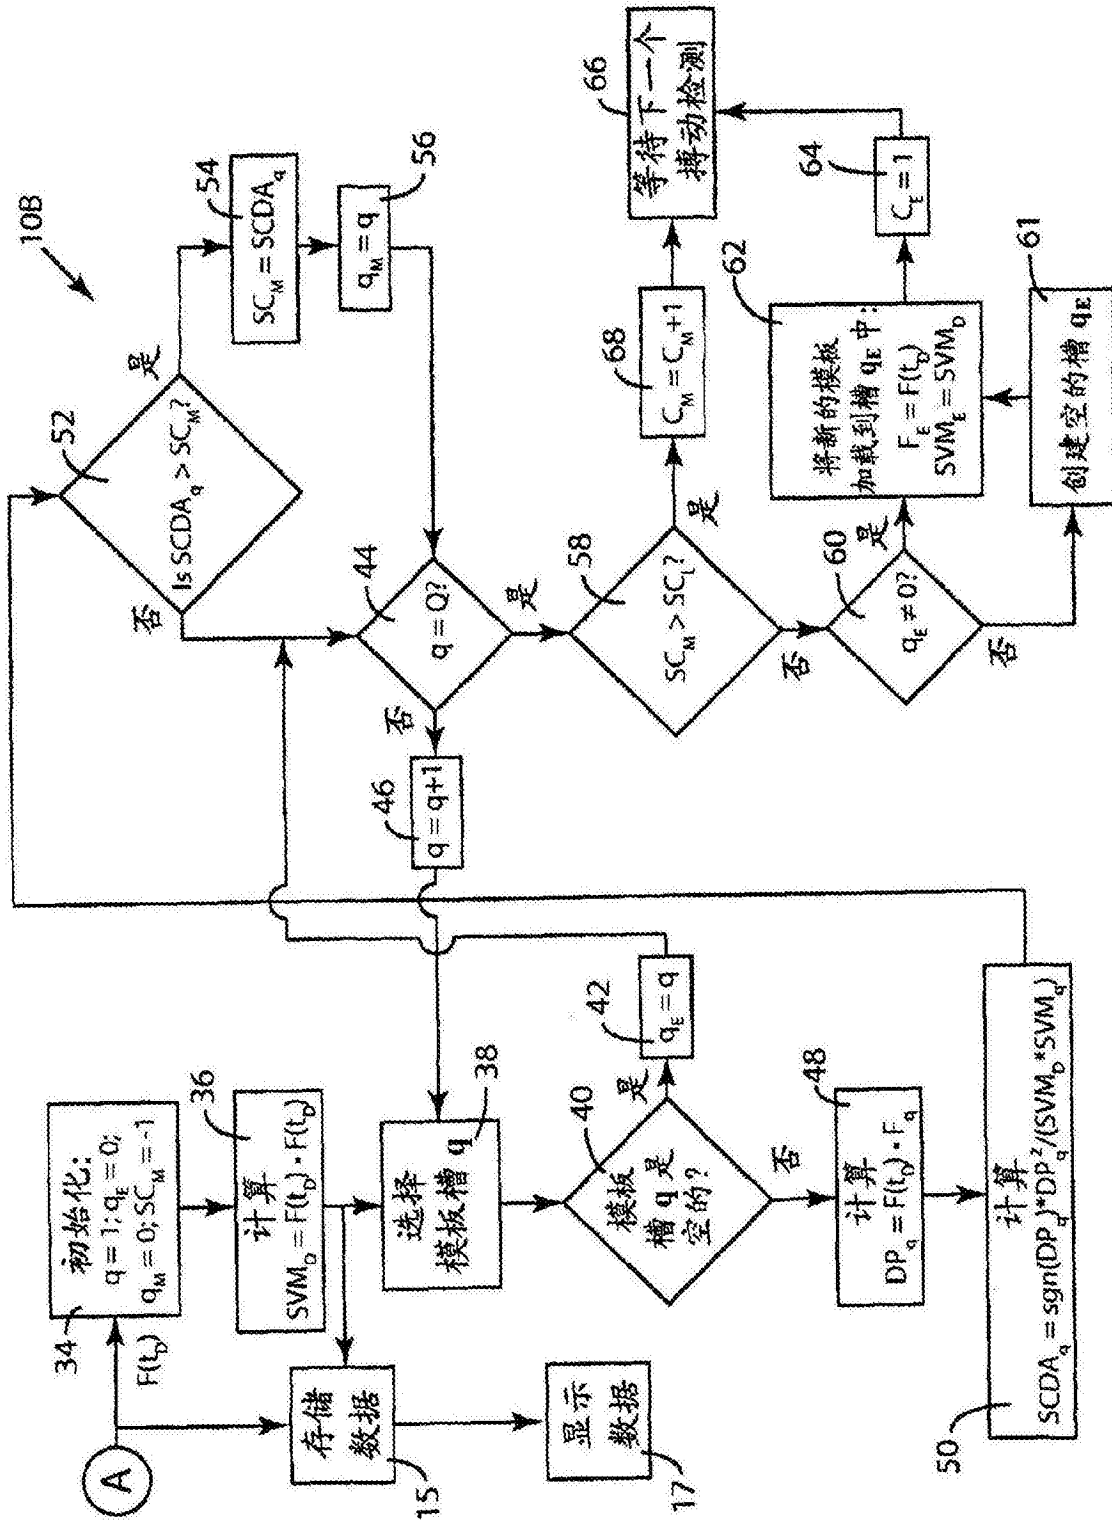 10B
A
F(t_D)
34
初始化:
q = 1; q_E = 0;
q_M = 0; SC_M = -1
36
计算
SVM_D = F(t_D) • F(t_D)
存储
数据
15
显示
数据
17
选择
模板槽 q
38
模板
槽 q 是
空的?
40
是
否
q_E = q
42
计算
DP_q = F(t_D) • F_q
48
计算
SCDA_q = sgn(DP_q)*DP_q²/(SVM_D*SVM_q)
50
Is SCDA_q > SC_M?
52
是
否
SC_M = SCDA_q
54
q_M = q
56
q = Q?
44
否
是
q = q+1
46
SC_M > SC_L?
58
是
否
C_M = C_M+1
68
等待下一个
搏动检测
66
q_E ≠ 0?
60
是
否
将新的模板
加载到槽 q_E 中:
F_E = F(t_D)
SVM_E = SVM_D
62
C_E = 1
64
创建空的槽 q_E
61